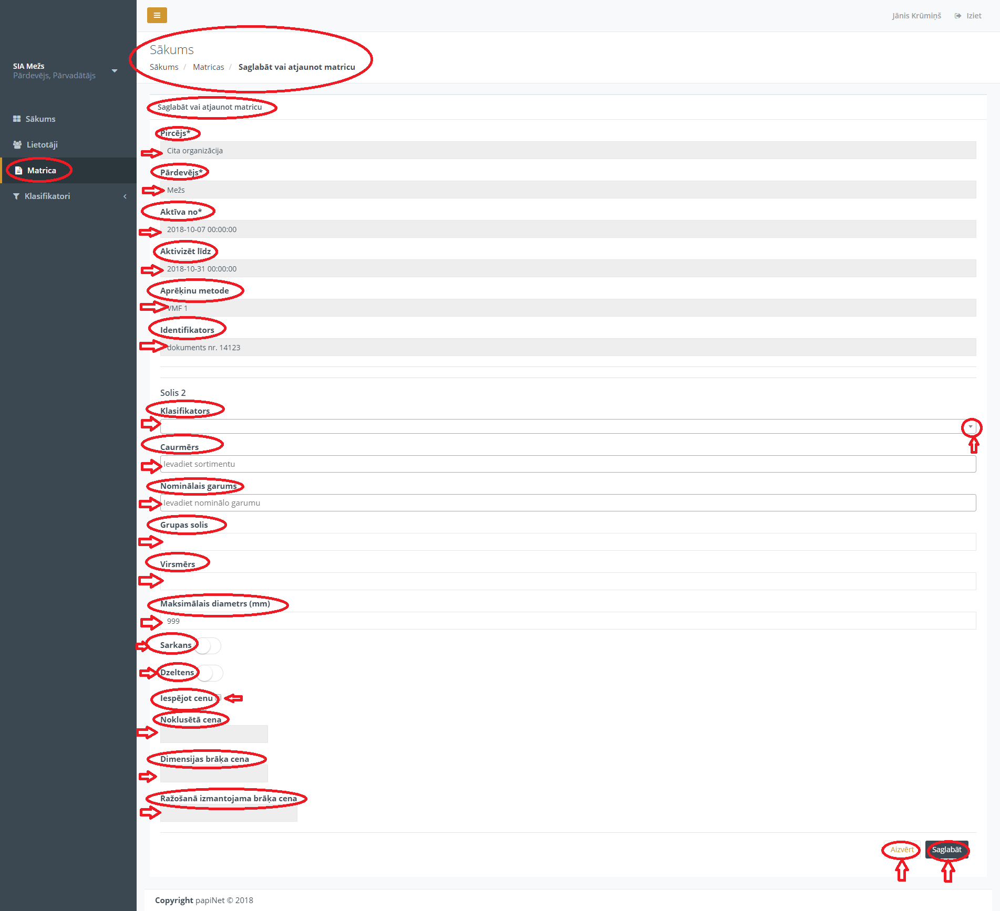 Jānis Krūmiņš
Iziet
SIA Mežs
Pārdevējs, Pārvadātājs
Sākums
Lietotāji
Matrica
Klasifikatori
Sākums
Sākums / Matricas / Saglabāt vai atjaunot matricu
Saglabāt vai atjaunot matricu
Pircējs*
Cita organizācija
Pārdevējs*
Mežs
Aktīva no*
2018-10-07 00:00:00
Aktivizēt līdz
2018-10-31 00:00:00
Aprēķinu metode
VMF 1
Identifikators
dokuments nr. 14123
Solis 2
Klasifikators
Caurmērs
Ievadiet sortimentu
Nominālais garums
Ievadiet nominālo garumu
Grupas solis
Virsmērs
Maksimālais diametrs (mm)
999
Sarkans
Dzeltens
Iespējot cenu
Noklusētā cena
Dimensijas brāķa cena
Ražošanā izmantojama brāķa cena
Aizvērt
Saglabāt
Copyright papiNet © 2018